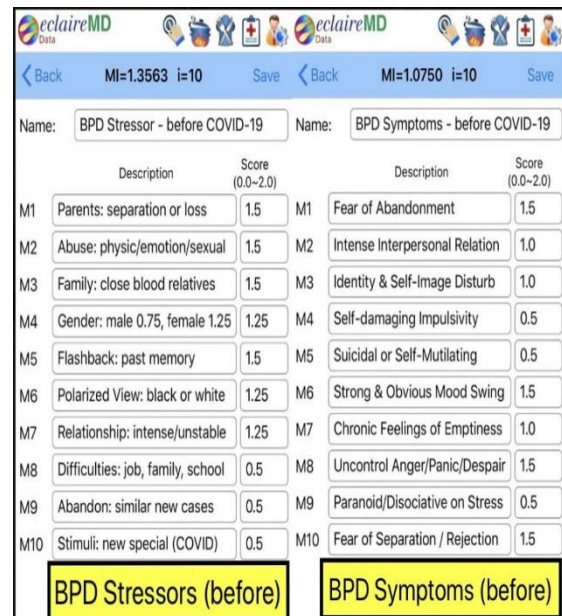 eclaireMD
Data
Back MI=1.3563 i=10 Save
Name: BPD Stressor - before COVID-19
Description Score
(0.0~2.0)
M1 Parents: separation or loss 1.5
M2 Abuse: physic/emotion/sexual 1.5
M3 Family: close blood relatives 1.5
M4 Gender: male 0.75, female 1.25 1.25
M5 Flashback: past memory 1.5
M6 Polarized View: black or white 1.25
M7 Relationship: intense/unstable 1.25
M8 Difficulties: job, family, school 0.5
M9 Abandon: similar new cases 0.5
M10 Stimuli: new special (COVID) 0.5
BPD Stressors (before)
eclaireMD
Data
Back MI=1.0750 i=10 Save
Name: BPD Symptoms - before COVID-19
Description Score
(0.0~2.0)
M1 Fear of Abandonment 1.5
M2 Intense Interpersonal Relation 1.0
M3 Identity & Self-Image Disturb 1.0
M4 Self-damaging Impulsivity 0.5
M5 Suicidal or Self-Mutilating 0.5
M6 Strong & Obvious Mood Swing 1.5
M7 Chronic Feelings of Emptiness 1.0
M8 Uncontrol Anger/Panic/Despair 1.5
M9 Paranoid/Disociative on Stress 0.5
M10 Fear of Separation / Rejection 1.5
BPD Symptoms (before)